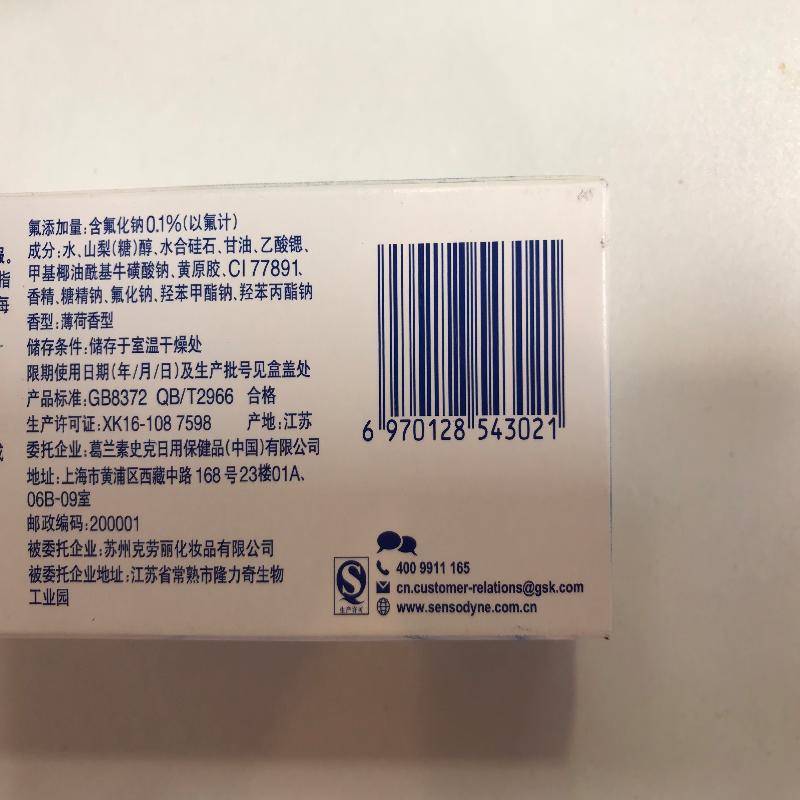 氟添加量:含氟化钠0.1%(以氟计)
成分:水、山梨(糖)醇、水合硅石、甘油、乙酸锶、
甲基椰油酰基牛磺酸钠、黄原胶、CI 77891、
香精、糖精钠、氟化钠、羟苯甲酯钠、羟苯丙酯钠
香型:薄荷香型
储存条件:储存于室温干燥处
限期使用日期(年/月/日)及生产批号见盒盖处
产品标准:GB8372 QB/T2966 合格
生产许可证:XK16-108 7598 产地:江苏
委托企业:葛兰素史克日用保健品(中国)有限公司
地址:上海市黄浦区西藏中路168号23楼01A、
06B-09室
邮政编码:200001
被委托企业:苏州克劳丽化妆品有限公司
被委托企业地址:江苏省常熟市隆力奇生物
工业园
指
每
6 970128 543021
QS
生产许可
400 9911 165
cn.customer-relations@gsk.com
www.sensodyne.com.cn